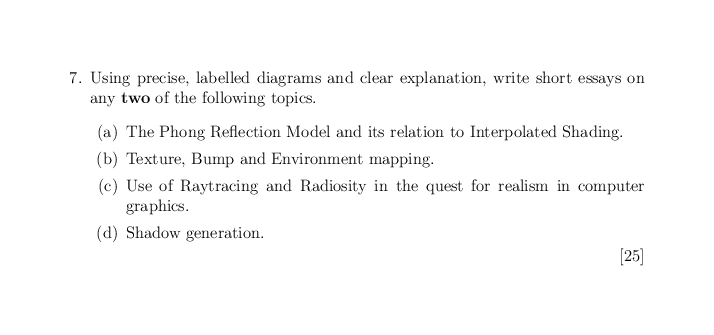 7. Using precise, labelled diagrams and clear explanation, write short essays on
any two of the following topics.
(a) The Phong Reflection Model and its relation to Interpolated Shading.
(b) Texture, Bump and Environment mapping.
(c) Use of Raytracing and Radiosity in the quest for realism in computer
graphics.
(d) Shadow generation.
[25]